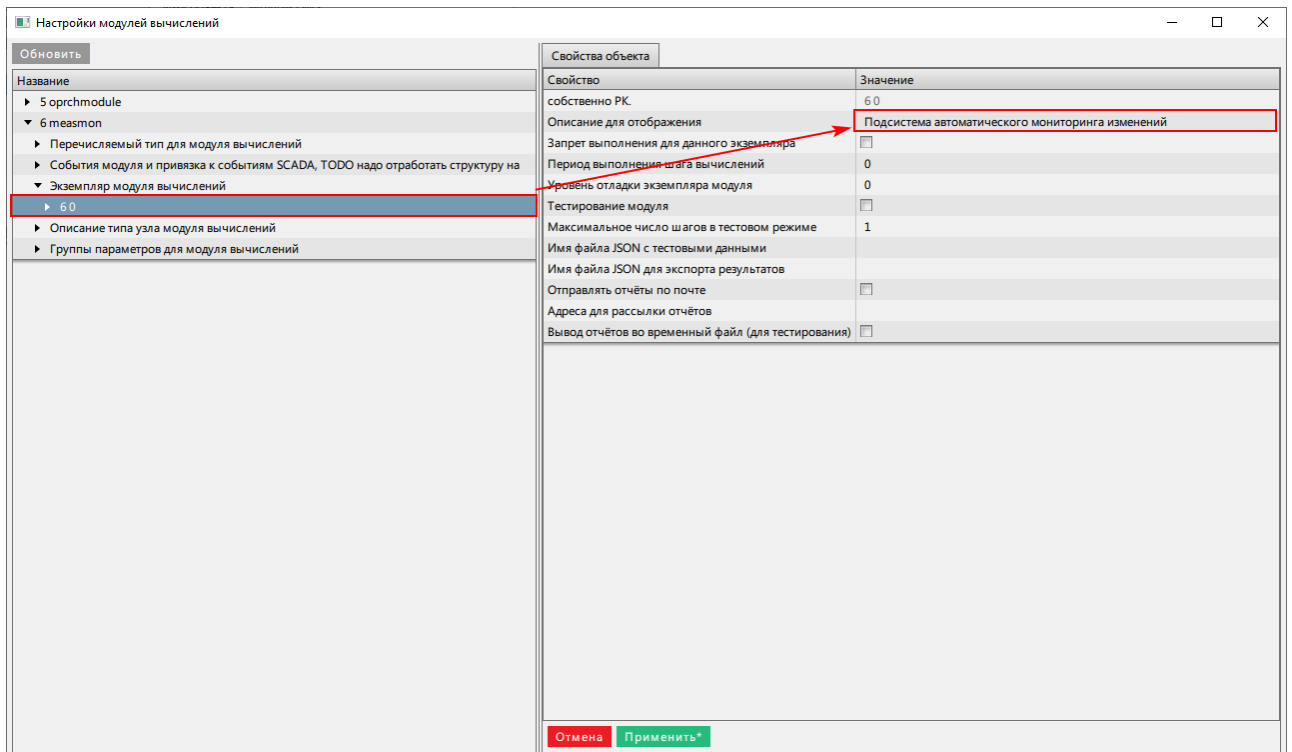 Настройки модулей вычислений
Обновить
Название
5 oprchmodule
6 measmon
Перечисляемый тип для модуля вычислений
События модуля и привязка к событиям SCADA, TODO надо отработать структуру на
Экземпляр модуля вычислений
6 0
Описание типа узла модуля вычислений
Группы параметров для модуля вычислений
Свойства объекта
Свойство Значение
собственно РК. 6 0
Описание для отображения Подсистема автоматического мониторинга изменений
Запрет выполнения для данного экземпляра
Период выполнения шага вычислений 0
Уровень отладки экземпляра модуля 0
Тестирование модуля
Максимальное число шагов в тестовом режиме 1
Имя файла JSON с тестовыми данными
Имя файла JSON для экспорта результатов
Отправлять отчёты по почте
Адреса для рассылки отчётов
Вывод отчётов во временный файл (для тестирования)
Отмена Применить*